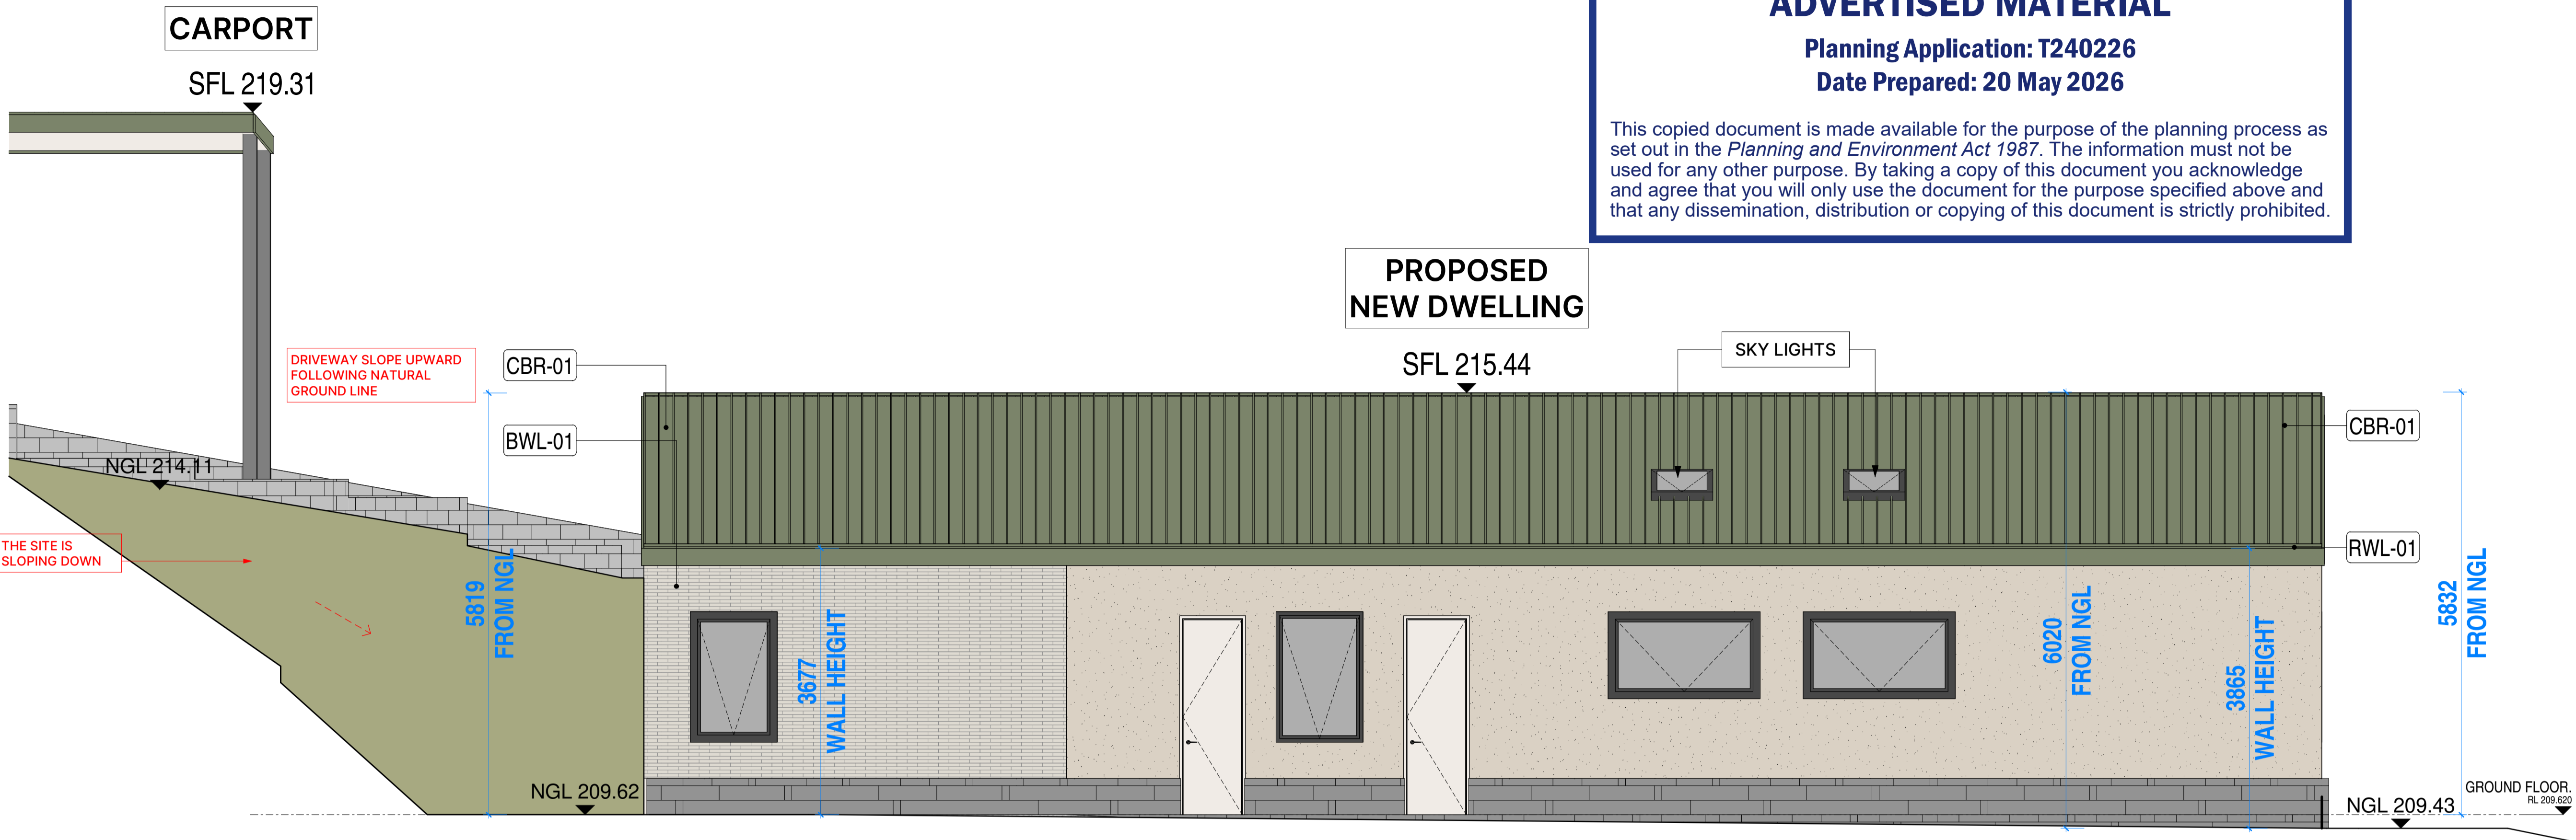 ADVERTISED MATERIAL
Planning Application: T240226
Date Prepared: 20 May 2026
This copied document is made available for the purpose of the planning process as
set out in the Planning and Environment Act 1987. The information must not be
used for any other purpose. By taking a copy of this document you acknowledge
and agree that you will only use the document for the purpose specified above and
that any dissemination, distribution or copying of this document is strictly prohibited.
CARPORT
SFL 219.31
PROPOSED
NEW DWELLING
SFL 215.44
SKY LIGHTS
DRIVEWAY SLOPE UPWARD
FOLLOWING NATURAL
GROUND LINE
CBR-01
BWL-01
CBR-01
RWL-01
NGL 214.11
THE SITE IS
SLOPING DOWN
5819
FROM NGL
3677
WALL HEIGHT
6020
FROM NGL
3865
WALL HEIGHT
5832
FROM NGL
NGL 209.62
NGL 209.43
GROUND FLOOR.
RL 209.620